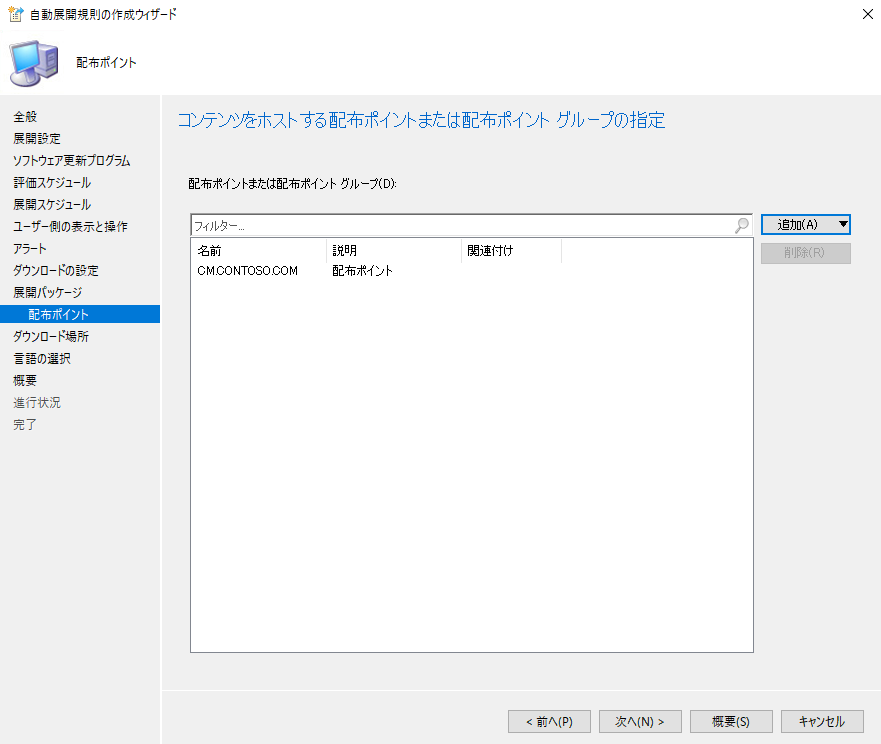 自動展開規則の作成ウィザード
配布ポイント
全般
展開設定
ソフトウェア更新プログラム
評価スケジュール
展開スケジュール
ユーザー側の表示と操作
アラート
ダウンロードの設定
展開パッケージ
配布ポイント
ダウンロード場所
言語の選択
概要
進行状況
完了
コンテンツをホストする配布ポイントまたは配布ポイント グループの指定
配布ポイントまたは配布ポイント グループ(D):
フィルター...
追加(A)
削除(R)
名前 説明 関連付け
CM.CONTOSO.COM 配布ポイント
< 前へ(P) 次へ(N) > 概要(S) キャンセル